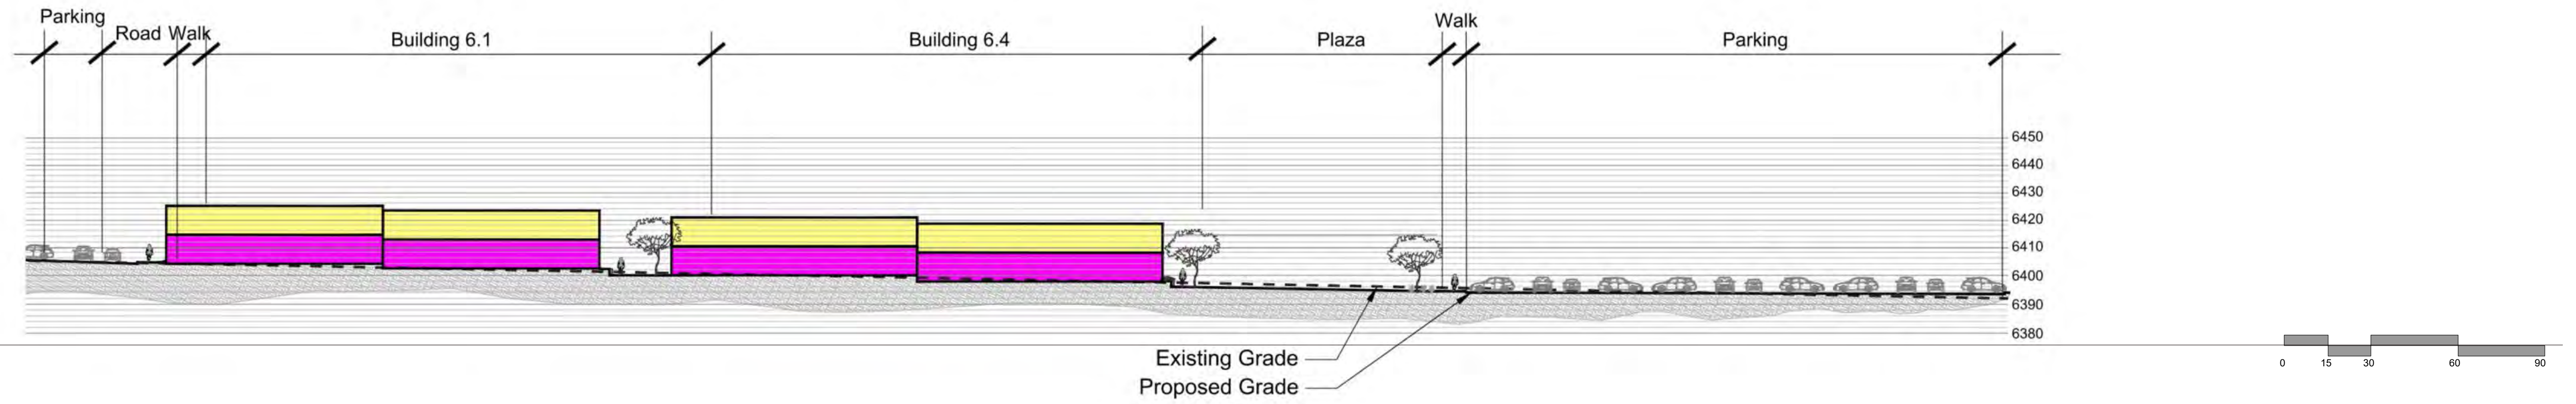 Parking
Road Walk
Building 6.1
Building 6.4
Plaza
Walk
Parking
6450
6440
6430
6420
6410
6400
6390
6380
Existing Grade
Proposed Grade
0 15 30 60 90